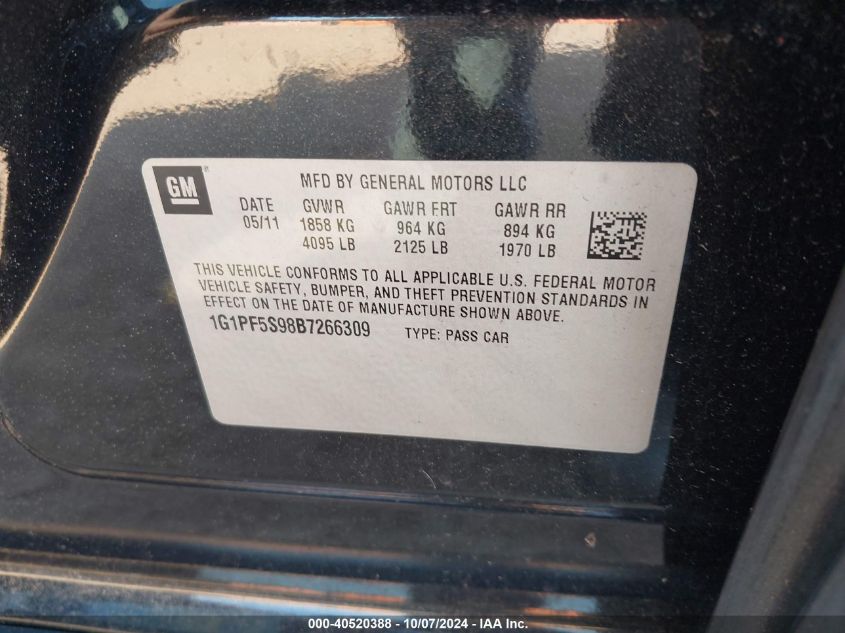 GM
MFD BY GENERAL MOTORS LLC
DATE GVWR GAWR FRT GAWR RR
05/11 1858 KG 964 KG 894 KG
4095 LB 2125 LB 1970 LB
THIS VEHICLE CONFORMS TO ALL APPLICABLE U.S. FEDERAL MOTOR
VEHICLE SAFETY, BUMPER, AND THEFT PREVENTION STANDARDS IN
EFFECT ON THE DATE OF MANUFACTURE SHOWN ABOVE.
1G1PF5S98B7266309 TYPE: PASS CAR
000-40520388 - 10/07/2024 - IAA Inc.